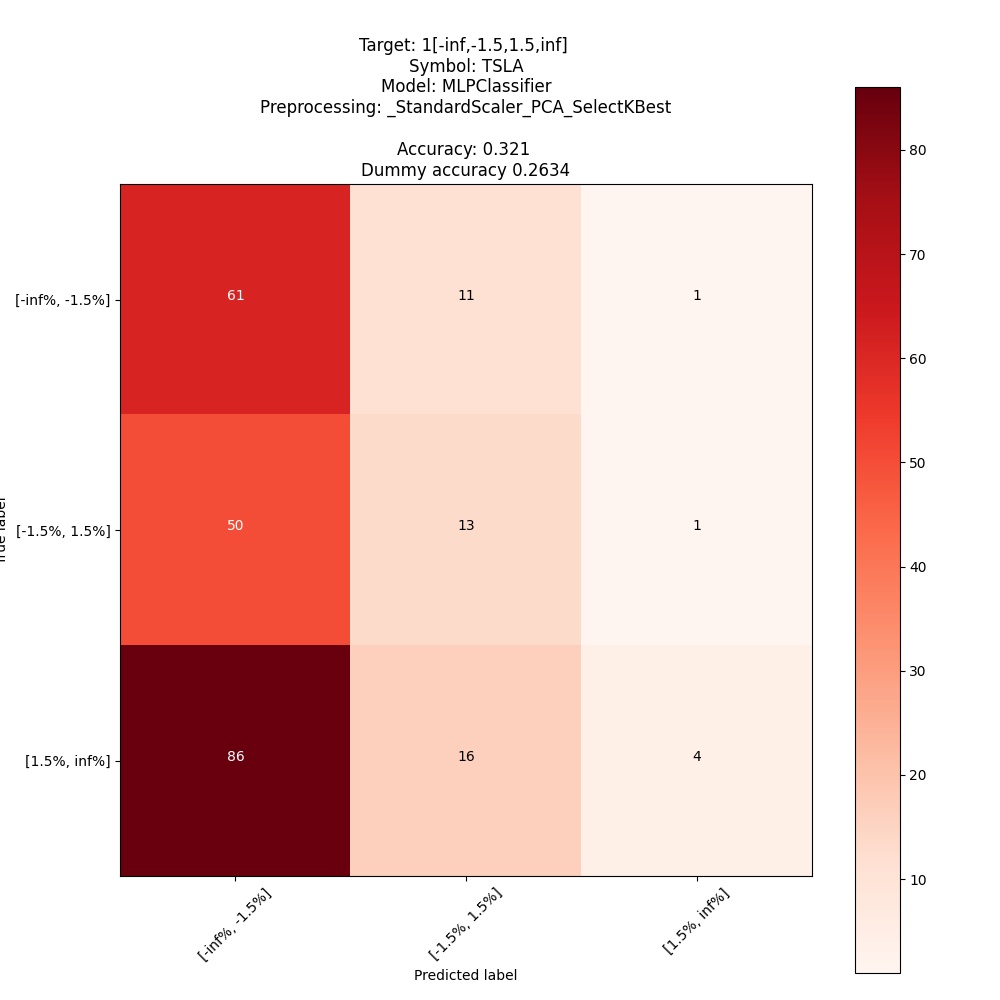 Target: 1[-inf,-1.5,1.5,inf]
Symbol: TSLA
Model: MLPClassifier
Preprocessing: _StandardScaler_PCA_SelectKBest
Accuracy: 0.321
Dummy accuracy 0.2634
[-inf%, -1.5%]
61
11
1
[-1.5%, 1.5%]
50
13
1
[1.5%, inf%]
86
16
4
[-inf%, -1.5%]
[-1.5%, 1.5%]
[1.5%, inf%]
Predicted label
True label
80
70
60
50
40
30
20
10